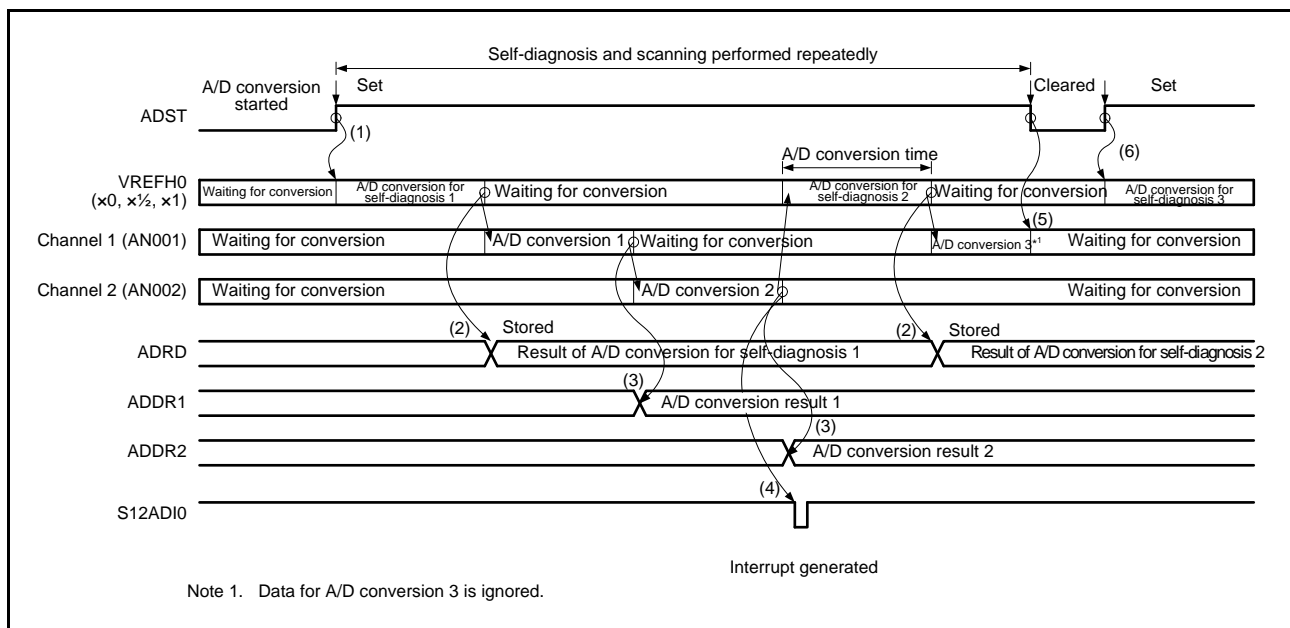 Self-diagnosis and scanning performed repeatedly
A/D conversion
started
Set
Cleared
Set
ADST
(1)
(6)
A/D conversion time
VREFH0
(×0, ×½, ×1)
Waiting for conversion
A/D conversion for
self-diagnosis 1
Waiting for conversion
A/D conversion for
self-diagnosis 2
Waiting for conversion
A/D conversion for
self-diagnosis 3
(5)
Channel 1 (AN001)
Waiting for conversion
A/D conversion 1
Waiting for conversion
A/D conversion 3*1
Waiting for conversion
Channel 2 (AN002)
Waiting for conversion
A/D conversion 2
Waiting for conversion
(2)
Stored
(2)
Stored
ADRD
Result of A/D conversion for self-diagnosis 1
Result of A/D conversion for self-diagnosis 2
(3)
ADDR1
A/D conversion result 1
(3)
ADDR2
A/D conversion result 2
(4)
S12ADI0
Interrupt generated
Note 1. Data for A/D conversion 3 is ignored.